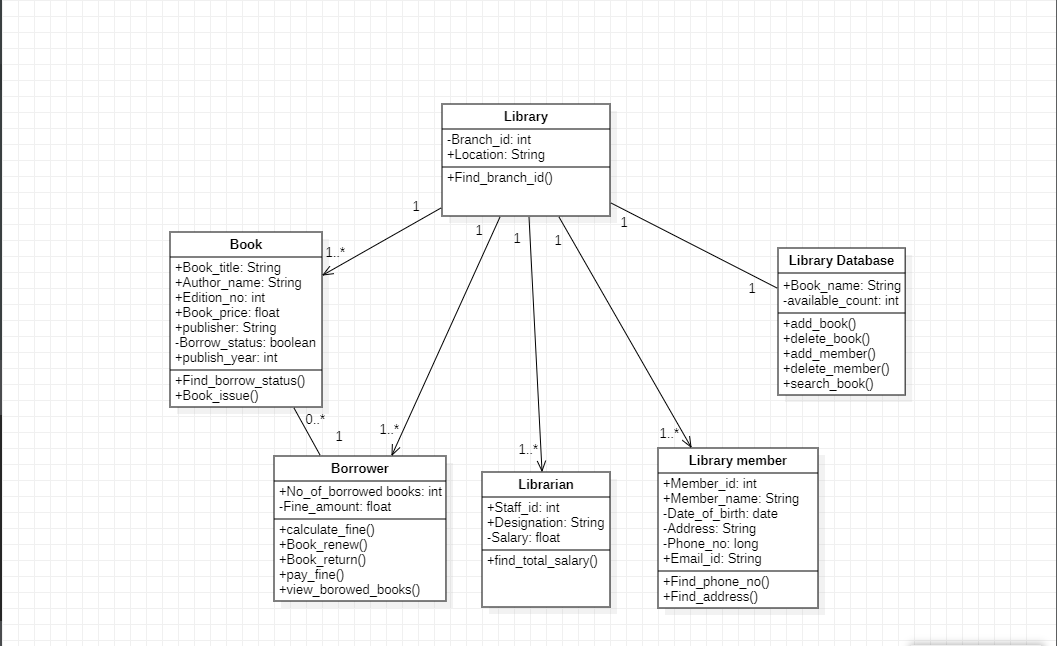 Library
-Branch_id: int
+Location: String
+Find_branch_id()
1
1
1
1
1
1..*
Book
+Book_title: String
+Author_name: String
+Edition_no: int
+Book_price: float
+publisher: String
-Borrow_status: boolean
+publish_year: int
+Find_borrow_status()
+Book_issue()
1
Library Database
+Book_name: String
-available_count: int
+add_book()
+delete_book()
+add_member()
+delete_member()
+search_book()
0..*
1
1..*
1..*
1..*
Borrower
+No_of_borrowed books: int
-Fine_amount: float
+calculate_fine()
+Book_renew()
+Book_return()
+pay_fine()
+view_borowed_books()
Librarian
+Staff_id: int
+Designation: String
-Salary: float
+find_total_salary()
Library member
+Member_id: int
+Member_name: String
-Date_of_birth: date
-Address: String
-Phone_no: long
+Email_id: String
+Find_phone_no()
+Find_address()